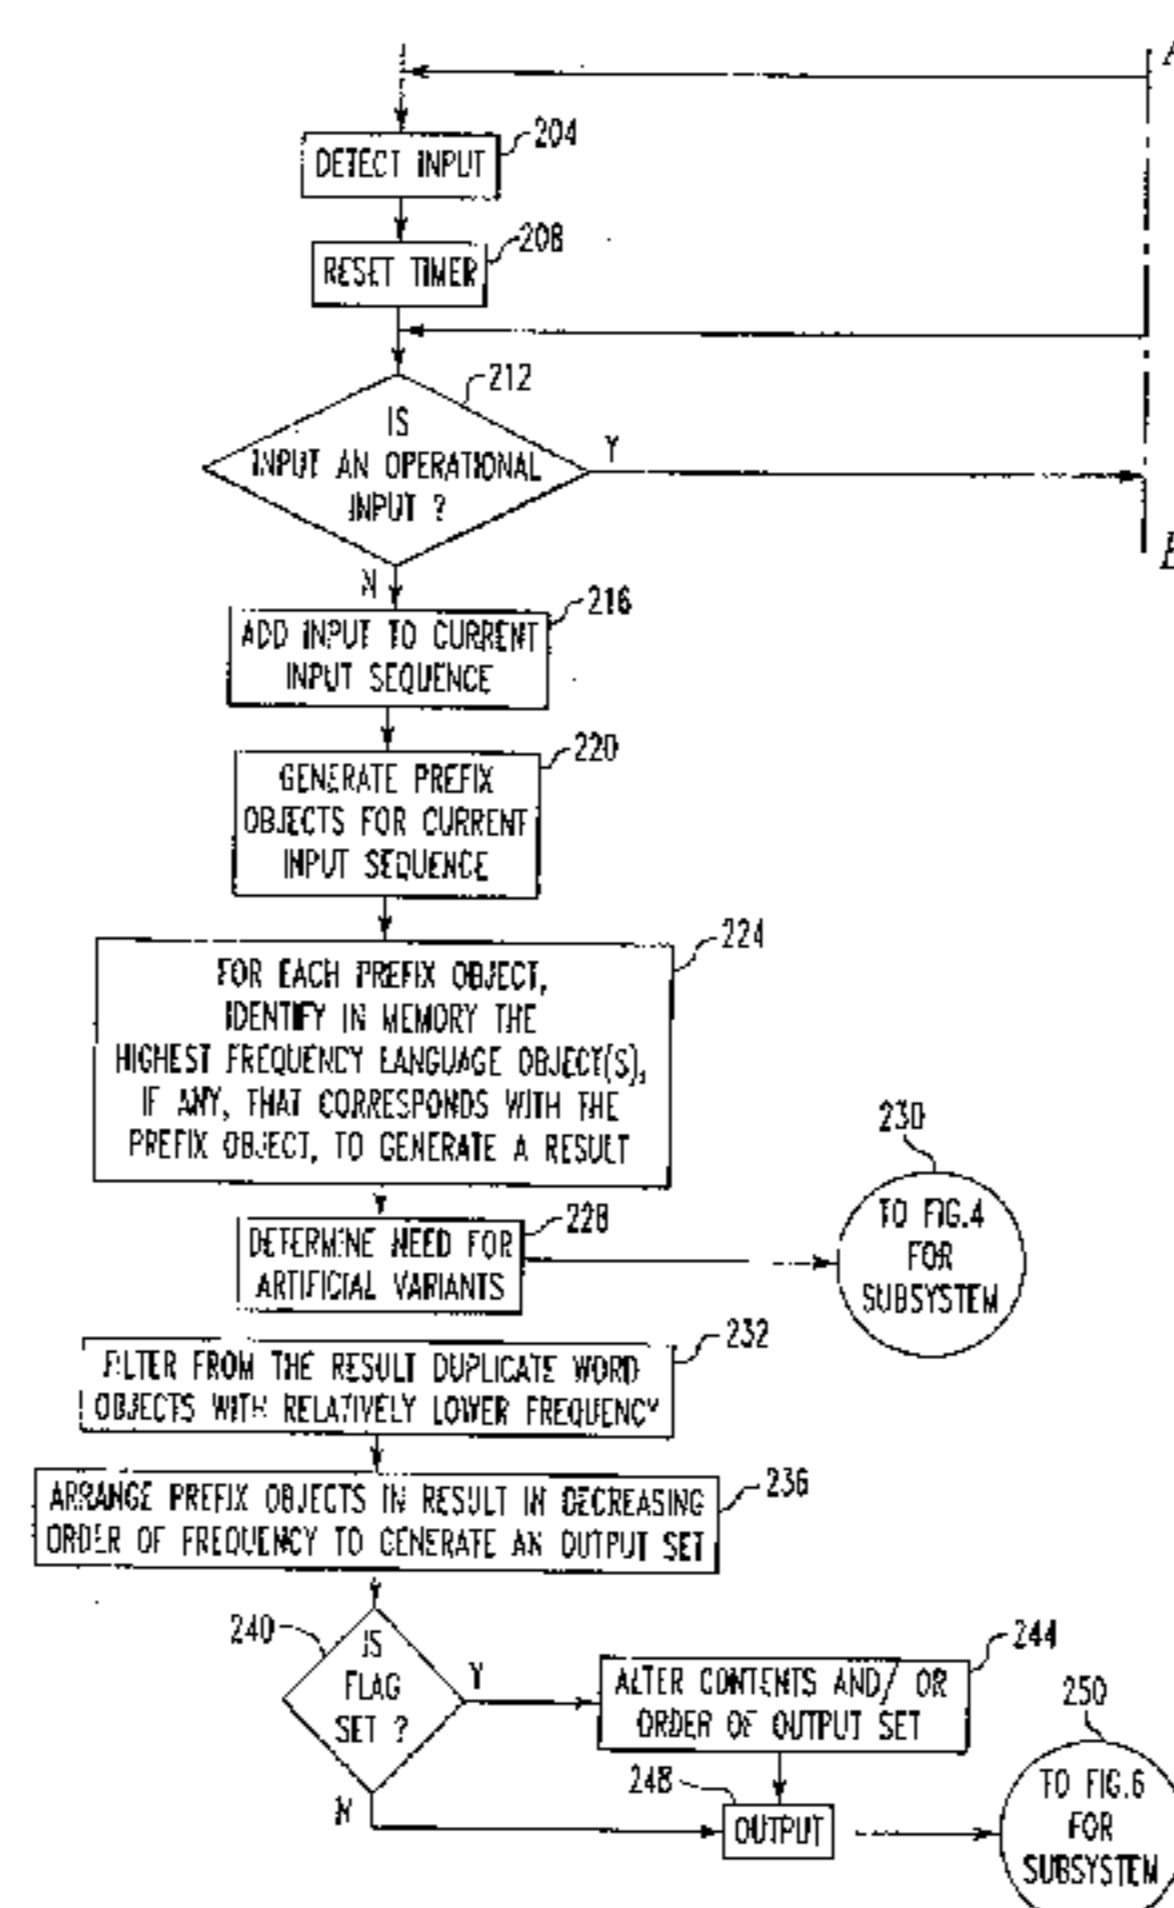 A
204
DETECT INPUT
208
RESET TIMER
212
IS
INPUT AN OPERATIONAL
INPUT ?
Y
N
B
216
ADD INPUT TO CURRENT
INPUT SEQUENCE
220
GENERATE PREFIX
OBJECTS FOR CURRENT
INPUT SEQUENCE
224
FOR EACH PREFIX OBJECT,
IDENTIFY IN MEMORY THE
HIGHEST FREQUENCY LANGUAGE OBJECT(S),
IF ANY, THAT CORRESPONDS WITH THE
PREFIX OBJECT, TO GENERATE A RESULT
228
DETERMINE NEED FOR
ARTIFICIAL VARIANTS
230
TO FIG.4
FOR
SUBSYSTEM
232
FILTER FROM THE RESULT DUPLICATE WORD
OBJECTS WITH RELATIVELY LOWER FREQUENCY
236
ARRANGE PREFIX OBJECTS IN RESULT IN DECREASING
ORDER OF FREQUENCY TO GENERATE AN OUTPUT SET
240
IS
FLAG
SET ?
Y
N
244
ALTER CONTENTS AND/ OR
ORDER OF OUTPUT SET
248
OUTPUT
250
TO FIG.6
FOR
SUBSYSTEM